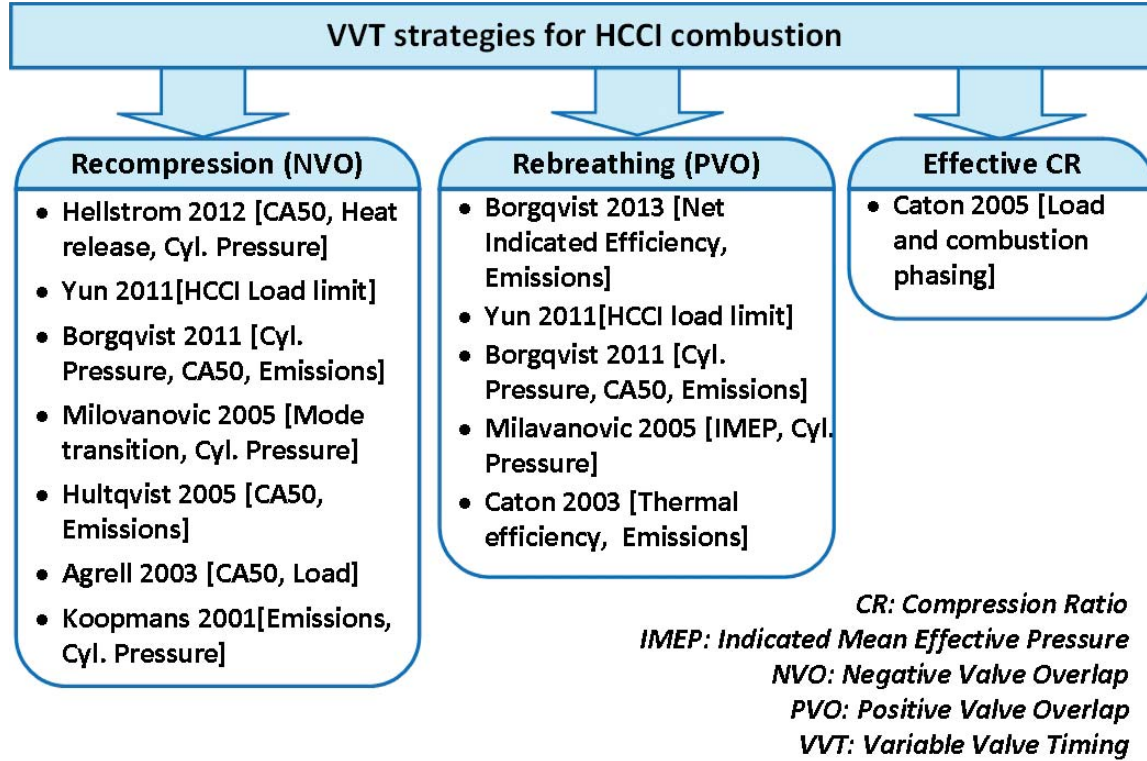 VVT strategies for HCCI combustion
Recompression (NVO)
• Hellstrom 2012 [CA50, Heat
release, Cyl. Pressure]
• Yun 2011[HCCI Load limit]
• Borgqvist 2011 [Cyl.
Pressure, CA50, Emissions]
• Milovanovic 2005 [Mode
transition, Cyl. Pressure]
• Hultqvist 2005 [CA50,
Emissions]
• Agrell 2003 [CA50, Load]
• Koopmans 2001[Emissions,
Cyl. Pressure]
Rebreathing (PVO)
• Borgqvist 2013 [Net
Indicated Efficiency,
Emissions]
• Yun 2011[HCCI load limit]
• Borgqvist 2011 [Cyl.
Pressure, CA50, Emissions]
• Milavanovic 2005 [IMEP, Cyl.
Pressure]
• Caton 2003 [Thermal
efficiency, Emissions]
Effective CR
• Caton 2005 [Load
and combustion
phasing]
CR: Compression Ratio
IMEP: Indicated Mean Effective Pressure
NVO: Negative Valve Overlap
PVO: Positive Valve Overlap
VVT: Variable Valve Timing